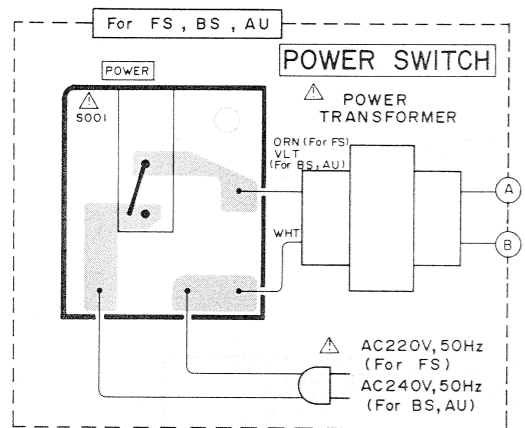 For FS, BS, AU
POWER SWITCH
POWER
S001
POWER
TRANSFORMER
ORN (For FS)
VLT
(For BS, AU)
WHT
A
B
AC220V, 50Hz
(For FS)
AC240V, 50Hz
(For BS, AU)